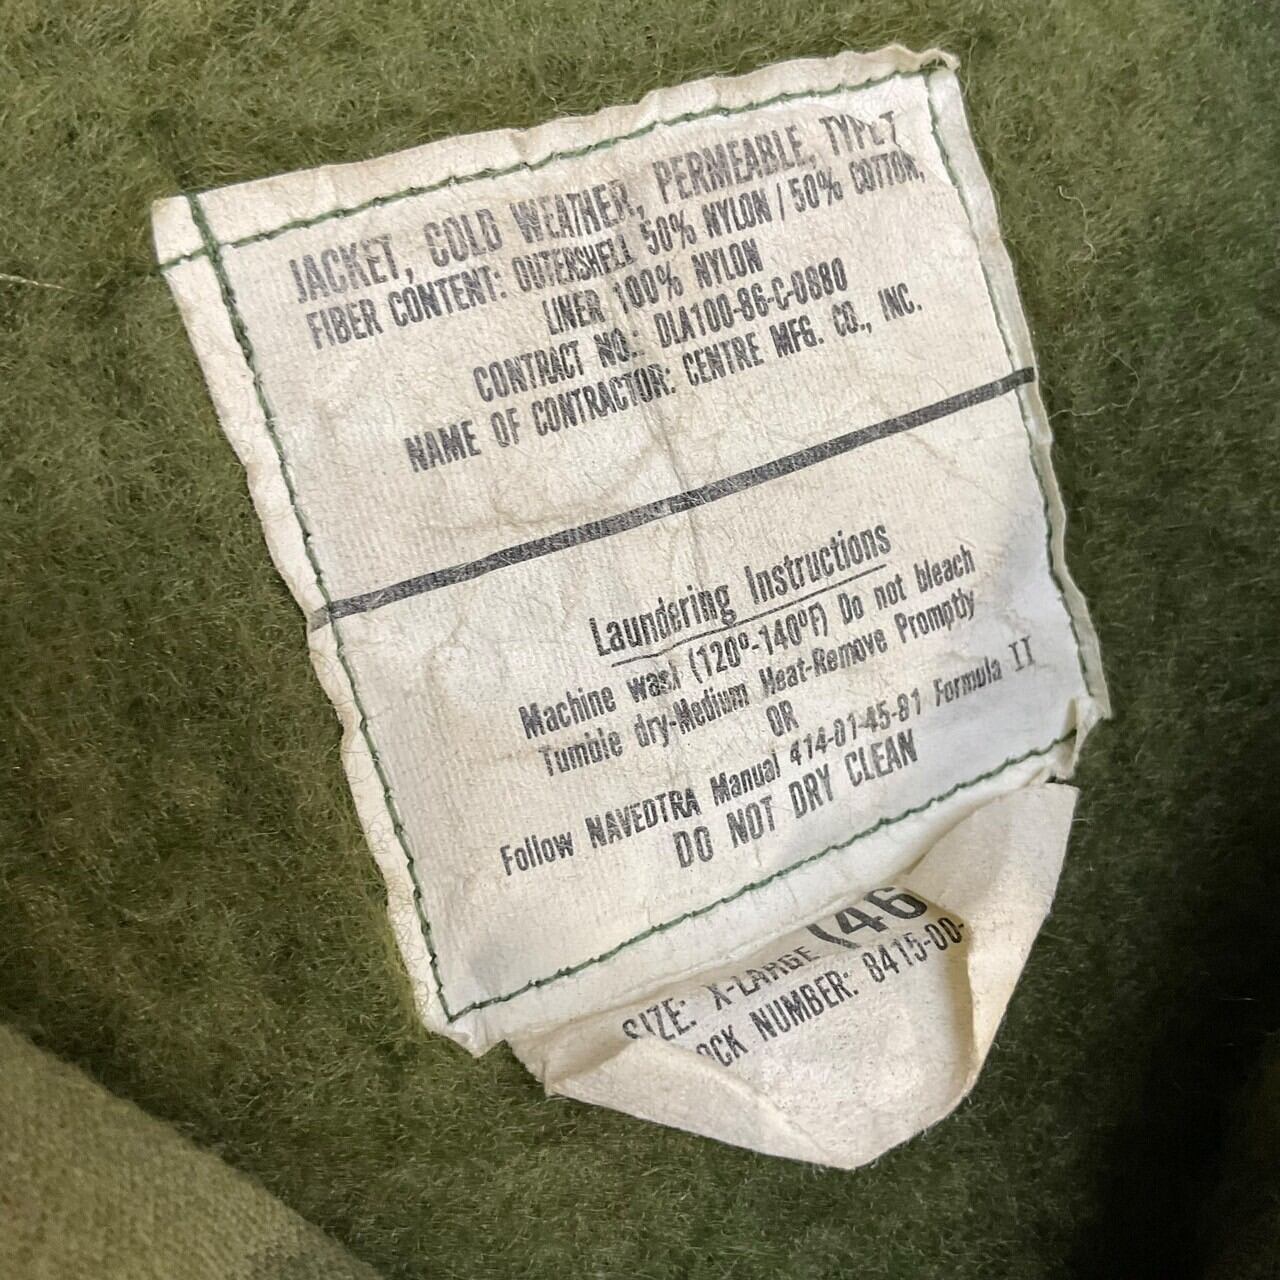 JACKET, COLD WEATHER, PERMEABLE, TYPE I
FIBER CONTENT: OUTERSHELL 50% NYLON / 50% COTTON,
LINER 100% NYLON
CONTRACT NO.: DLA100-86-C-0880
NAME OF CONTRACTOR: CENTRE MFG. CO., INC.
Laundering Instructions
Machine wash (120º-140ºF) Do not bleach
Tumble dry-Medium Heat-Remove Promptly
OR
Follow NAVEDTRA Manual 414-01-45-81 Formula II
DO NOT DRY CLEAN
SIZE: X-LARGE (46
OCK NUMBER: 8415-00-